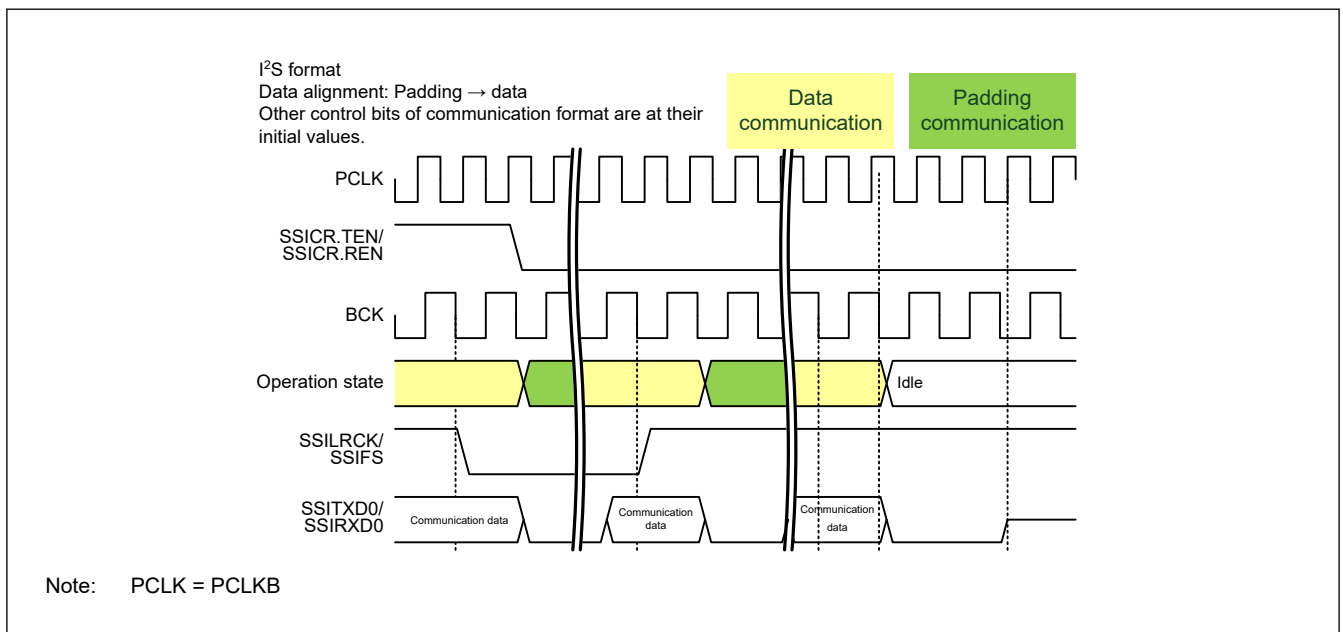 I²S format
Data alignment: Padding → data
Other control bits of communication format are at their
initial values.
Data
communication
Padding
communication
PCLK
SSICR.TEN/
SSICR.REN
BCK
Operation state
Idle
SSILRCK/
SSIFS
SSITXD0/
SSIRXD0
Communication data
Communication
data
Communication
data
Note: PCLK = PCLKB